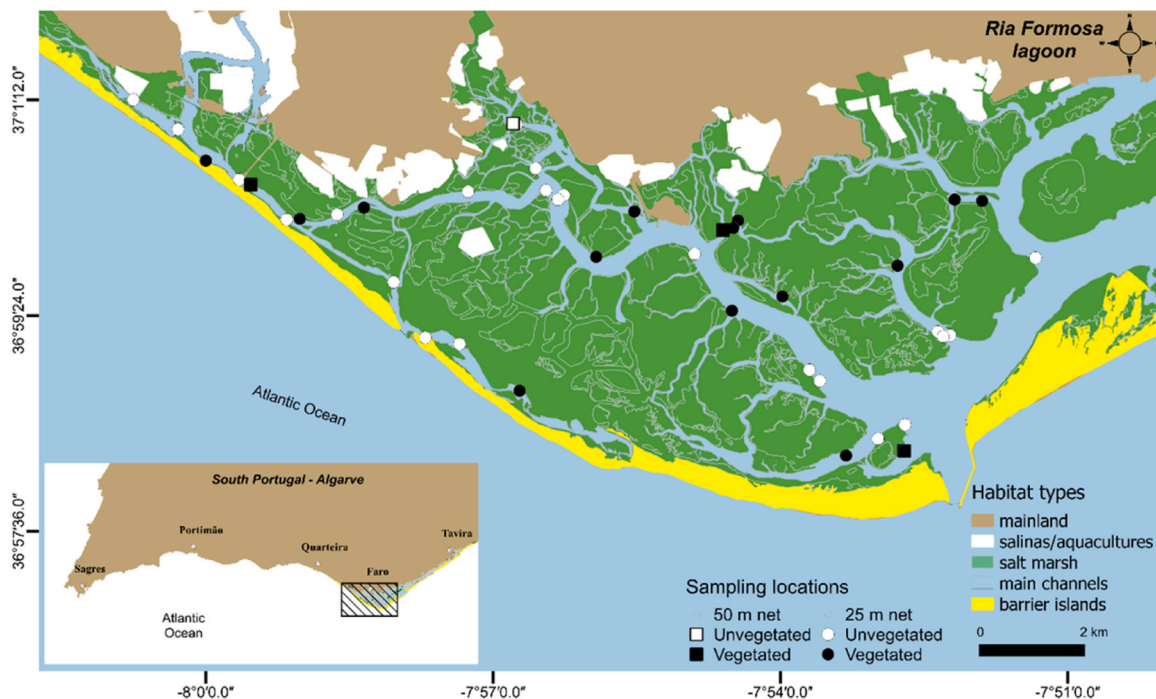 Ria Formosa
lagoon
N
W
E
S
37°1'12.0"
36°59'24.0"
36°57'36.0"
Atlantic Ocean
South Portugal - Algarve
Portimão
Tavira
Quarteira
Sagres
Faro
Atlantic
Ocean
Habitat types
mainland
salinas/aquacultures
salt marsh
main channels
barrier islands
Sampling locations
50 m net
25 m net
Unvegetated
Unvegetated
Vegetated
Vegetated
0
2 km
-8°0'0.0"
-7°57'0.0"
-7°54'0.0"
-7°51'0.0"